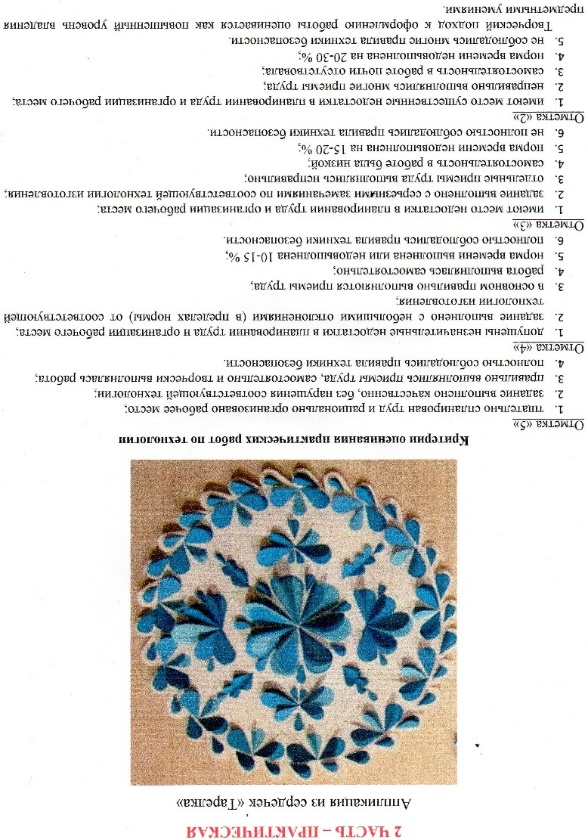 2 ЧАСТЬ – ПРАКТИЧЕСКАЯ
Аппликация из сердечек «Тарелка»
Критерии оценивания практических работ по технологии
Отметка «5»
1. тщательно спланирован труд и рационально организовано рабочее место;
2. задание выполнено качественно, без нарушения соответствующей технологии;
3. правильно выполнялись приемы труда, самостоятельно и творчески выполнялась работа;
4. полностью соблюдались правила техники безопасности.
Отметка «4»
1. допущены незначительные недостатки в планировании труда и организации рабочего места;
2. задание выполнено с небольшими отклонениями (в пределах нормы) от соответствующей
технологии изготовления;
3. в основном правильно выполняются приемы труда;
4. работа выполнялась самостоятельно;
5. норма времени выполнена или недовыполнена 10-15 %;
6. полностью соблюдались правила техники безопасности.
Отметка «3»
1. имеют место недостатки в планировании труда и организации рабочего места;
2. задание выполнено с серьезными замечаниями по соответствующей технологии изготовления;
3. отдельные приемы труда выполнялись неправильно;
4. самостоятельность в работе была низкой;
5. норма времени недовыполнена на 15-20 %;
6. не полностью соблюдались правила техники безопасности.
Отметка «2»
1. имеют место существенные недостатки в планировании труда и организации рабочего места;
2. неправильно выполнялись многие приемы труда;
3. самостоятельность в работе почти отсутствовала;
4. норма времени недовыполнена на 20-30 %;
5. не соблюдались многие правила техники безопасности.
Творческий подход к оформлению работы оценивается как повышенный уровень владения
предметными умениями.